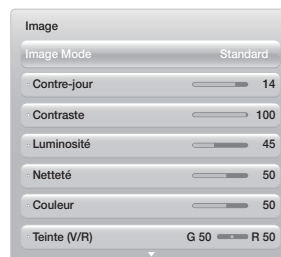 Image
Image Mode Standard
Contre-jour 14
Contraste 100
Luminosité 45
Netteté 50
Couleur 50
Teinte (V/R) G 50 R 50